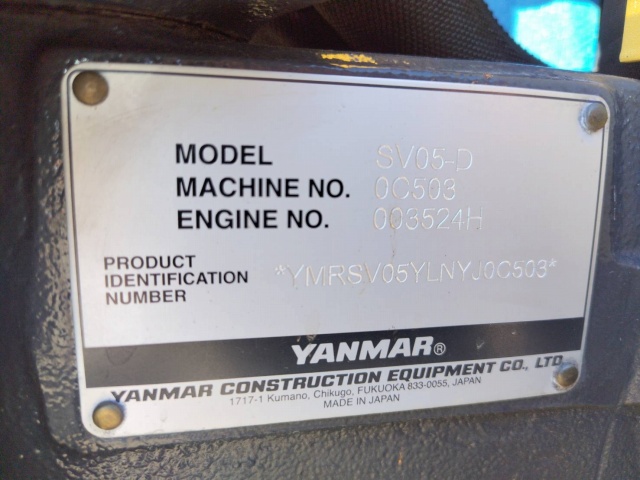 MODEL SV05-D
MACHINE NO. 0C503
ENGINE NO. 003524H
PRODUCT
IDENTIFICATION *YMRSV05YLNYJ0C503*
NUMBER
YANMAR®
YANMAR CONSTRUCTION EQUIPMENT CO., LTD.
1717-1 Kumano, Chikugo, FUKUOKA 833-0055, JAPAN
MADE IN JAPAN